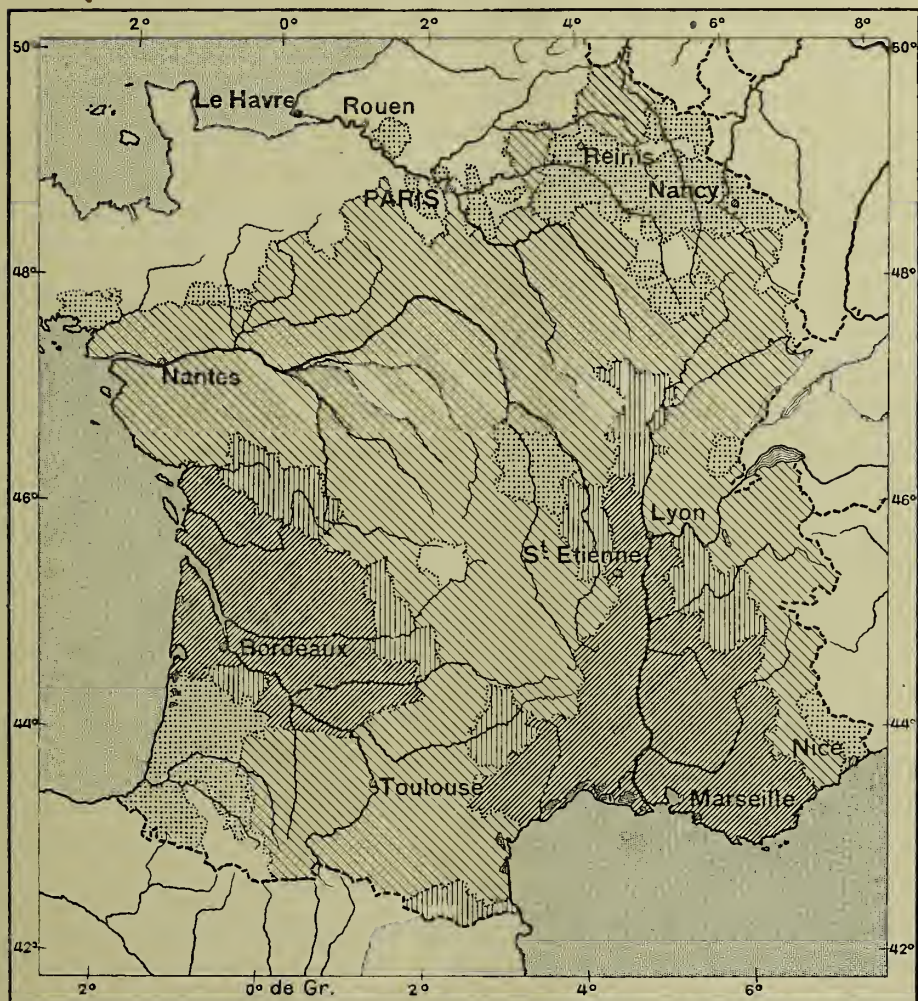 2° 0° 2° 4° 6° 8°
50° 50°
Le Havre Rouen
Reims
PARIS Nancy
48° 48°
Nantes
46° 46°
Lyon
St Etienne
Bordeaux
44° 44°
Nice
Toulouse Marseille
42° 42°
2° 0° de Gr. 2° 4° 6°